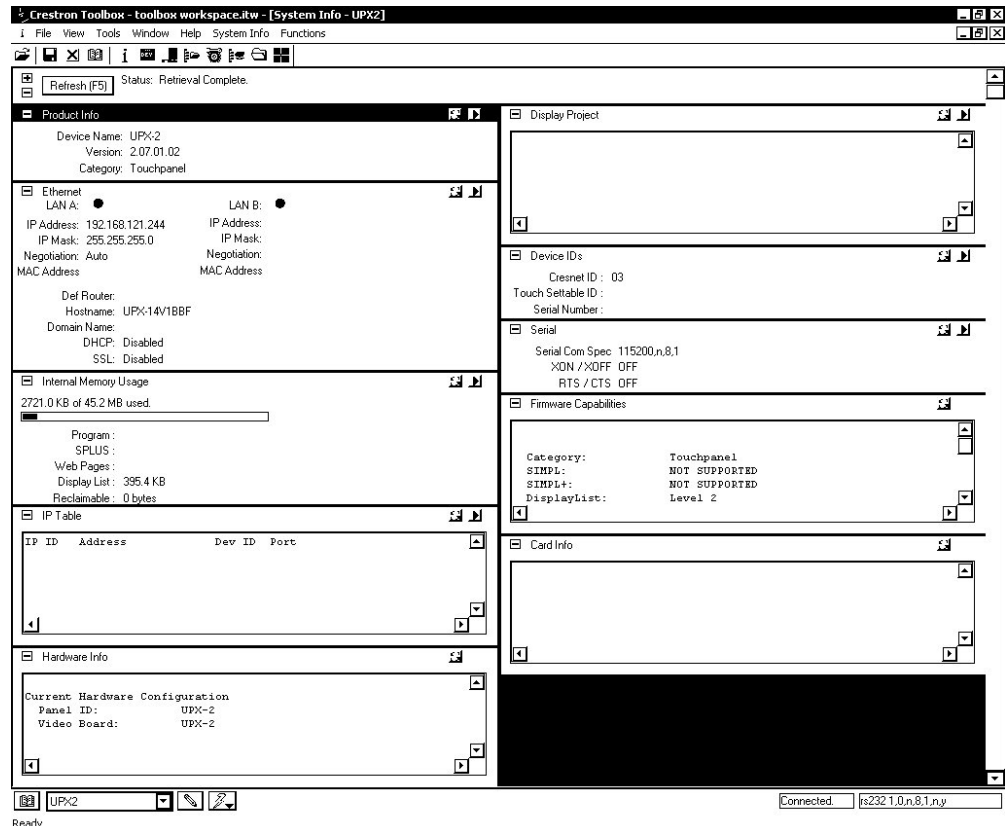 Crestron Toolbox - toolbox workspace.itw - [System Info - UPX2]
File View Tools Window Help System Info Functions
Refresh (F5) Status: Retrieval Complete.
Product Info
Device Name: UPX-2
Version: 2.07.01.02
Category: Touchpanel
Ethernet
LAN A: LAN B:
IP Address: 192.168.121.244 IP Address:
IP Mask: 255.255.255.0 IP Mask:
Negotiation: Auto Negotiation:
MAC Address MAC Address
Def Router:
Hostname: UPX-14V1BBF
Domain Name:
DHCP: Disabled
SSL: Disabled
Internal Memory Usage
2721.0 KB of 45.2 MB used.
Program :
SPLUS :
Web Pages :
Display List : 395.4 KB
Reclaimable : 0 bytes
IP Table
IP ID Address Dev ID Port
Hardware Info
Current Hardware Configuration
Panel ID: UPX-2
Video Board: UPX-2
Display Project
Device IDs
Cresnet ID : 03
Touch Settable ID :
Serial Number :
Serial
Serial Com Spec 115200,n,8,1
XON / XOFF OFF
RTS / CTS OFF
Firmware Capabilities
Category: Touchpanel
SIMPL: NOT SUPPORTED
SIMPL+: NOT SUPPORTED
DisplayList: Level 2
Card Info
UPX2
Connected. rs232 1,0,n,8,1,n,y
Ready